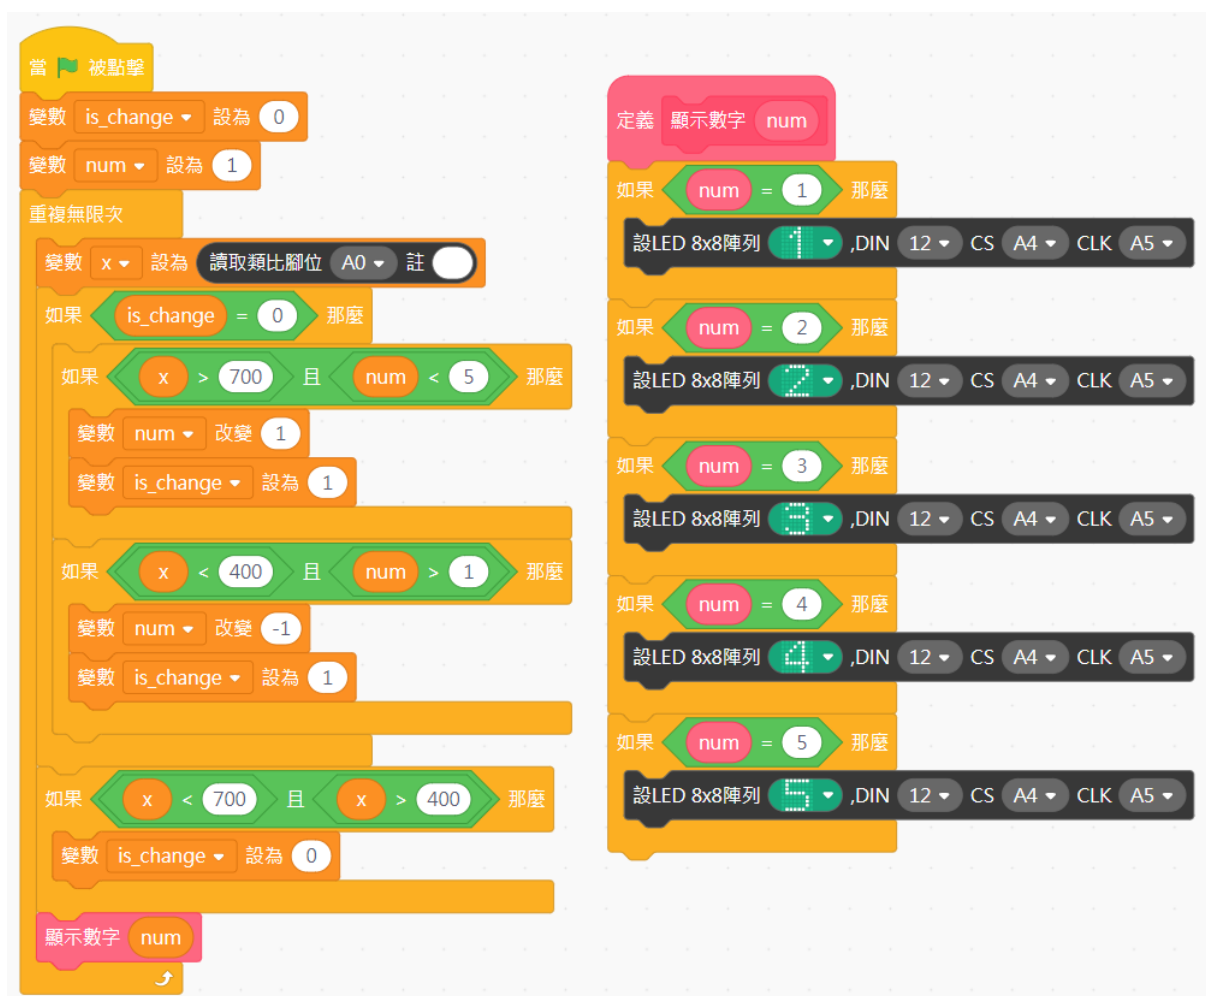 當 被點擊
變數 is_change 設為 0
變數 num 設為 1
重複無限次
變數 x 設為 讀取類比腳位 A0 註
如果 is_change = 0 那麼
如果 x > 700 且 num < 5 那麼
變數 num 改變 1
變數 is_change 設為 1
如果 x < 400 且 num > 1 那麼
變數 num 改變 -1
變數 is_change 設為 1
如果 x < 700 且 x > 400 那麼
變數 is_change 設為 0
顯示數字 num
定義 顯示數字 num
如果 num = 1 那麼
設LED 8x8陣列 1 ,DIN 12 CS A4 CLK A5
如果 num = 2 那麼
設LED 8x8陣列 2 ,DIN 12 CS A4 CLK A5
如果 num = 3 那麼
設LED 8x8陣列 3 ,DIN 12 CS A4 CLK A5
如果 num = 4 那麼
設LED 8x8陣列 4 ,DIN 12 CS A4 CLK A5
如果 num = 5 那麼
設LED 8x8陣列 5 ,DIN 12 CS A4 CLK A5